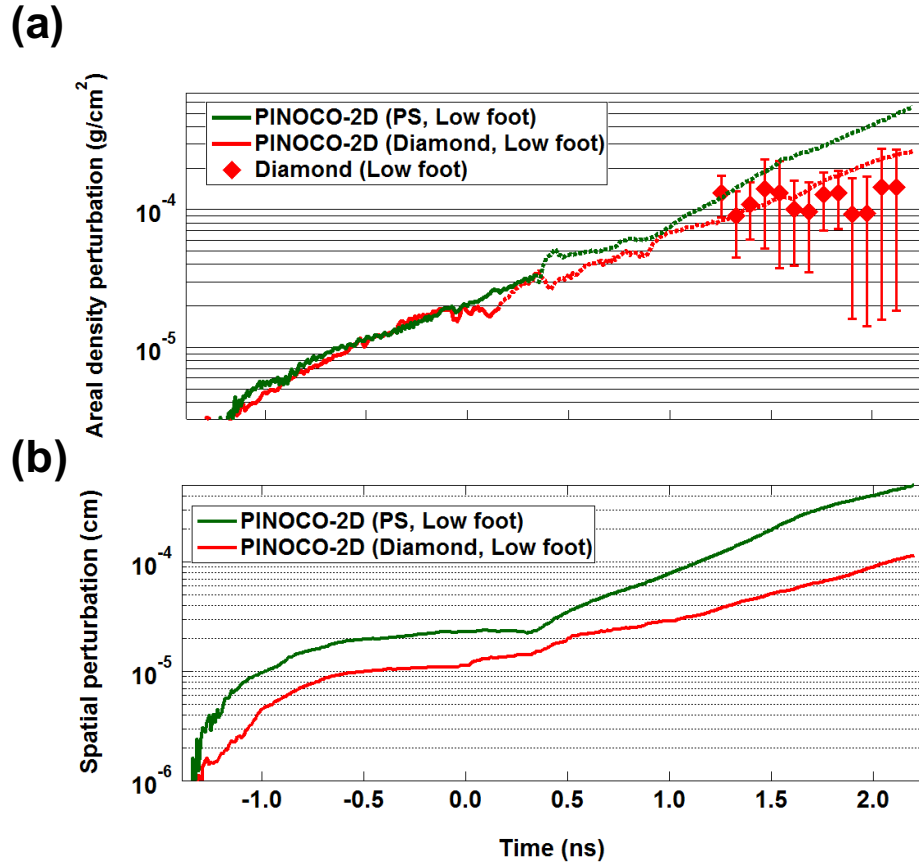 (a)
Areal density perturbation (g/cm²)
PINOCO-2D (PS, Low foot)
PINOCO-2D (Diamond, Low foot)
Diamond (Low foot)
10⁻⁴
10⁻⁵
(b)
Spatial perturbation (cm)
PINOCO-2D (PS, Low foot)
PINOCO-2D (Diamond, Low foot)
10⁻⁴
10⁻⁵
10⁻⁶
-1.0 -0.5 0.0 0.5 1.0 1.5 2.0
Time (ns)